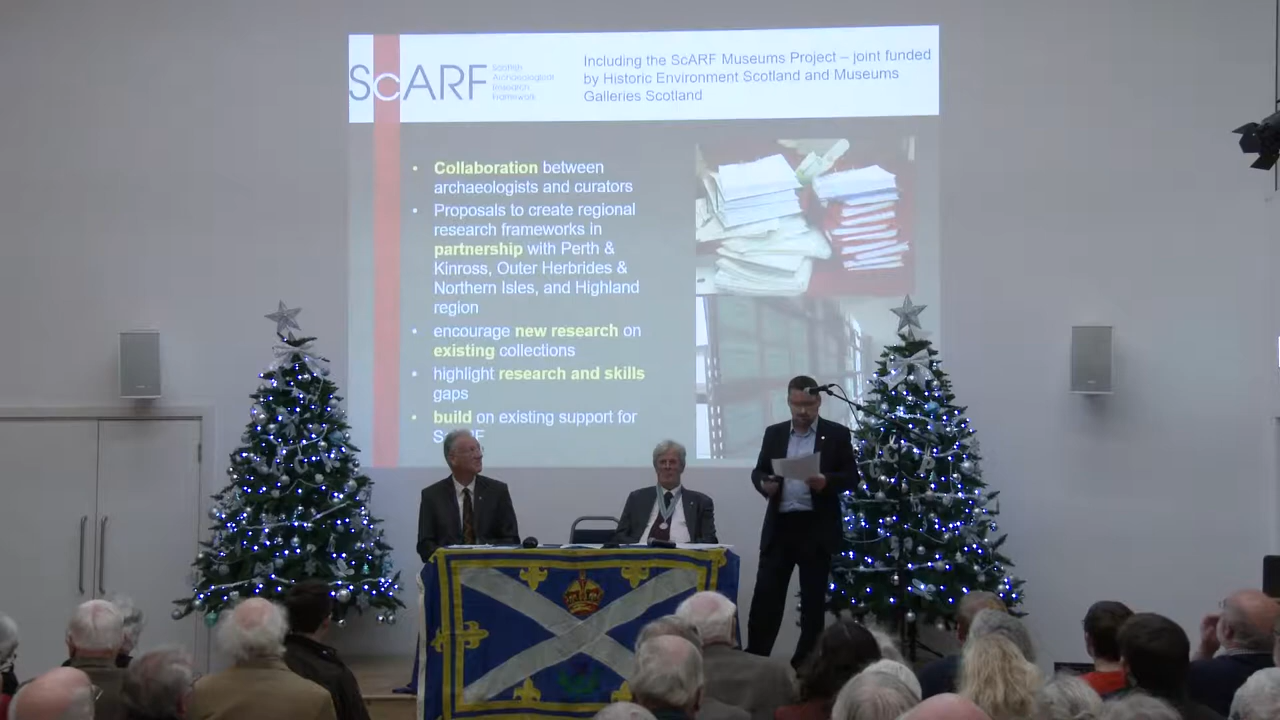 ScARF
Scottish
Archaeological
Research
Framework
Including the ScARF Museums Project – joint funded
by Historic Environment Scotland and Museums
Galleries Scotland
• Collaboration between
archaeologists and curators
• Proposals to create regional
research frameworks in
partnership with Perth &
Kinross, Outer Herbrides &
Northern Isles, and Highland
region
• encourage new research on
existing collections
• highlight research and skills
gaps
• build on existing support for
ScARF